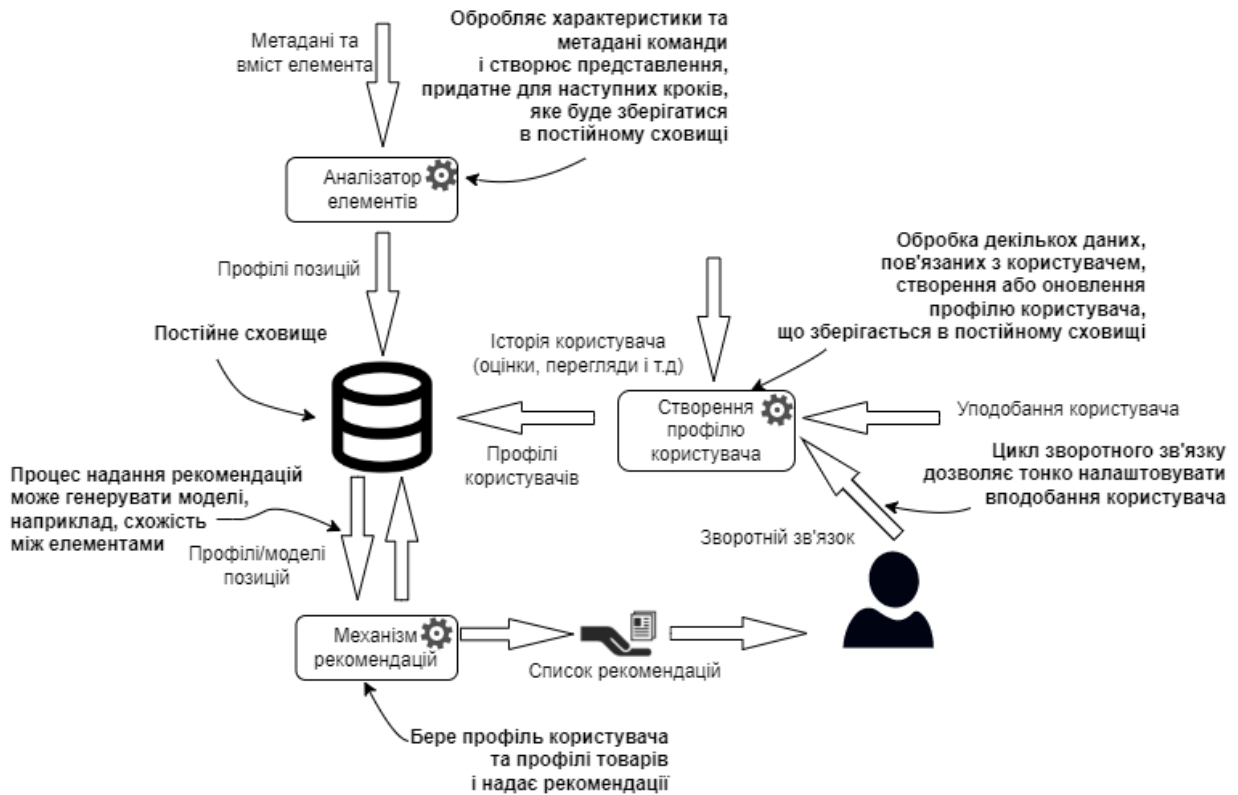 Метадані та
вміст елемента
Обробляє характеристики та
метадані команди
і створює представлення,
придатне для наступних кроків,
яке буде зберігатися
в постійному сховищі
Аналізатор
елементів
Профілі позицій
Обробка декількох даних,
пов'язаних з користувачем,
створення або оновлення
профілю користувача,
що зберігається в постійному сховищі
Постійне сховище
Історія користувача
(оцінки, перегляди і т.д)
Створення
профілю
користувача
Уподобання користувача
Профілі
користувачів
Цикл зворотного зв'язку
дозволяє тонко налаштовувати
вподобання користувача
Процес надання рекомендацій
може генерувати моделі,
наприклад, схожість
між елементами
Профілі/моделі
позицій
Зворотній зв'язок
Механізм
рекомендацій
Список рекомендацій
Бере профіль користувача
та профілі товарів
і надає рекомендації